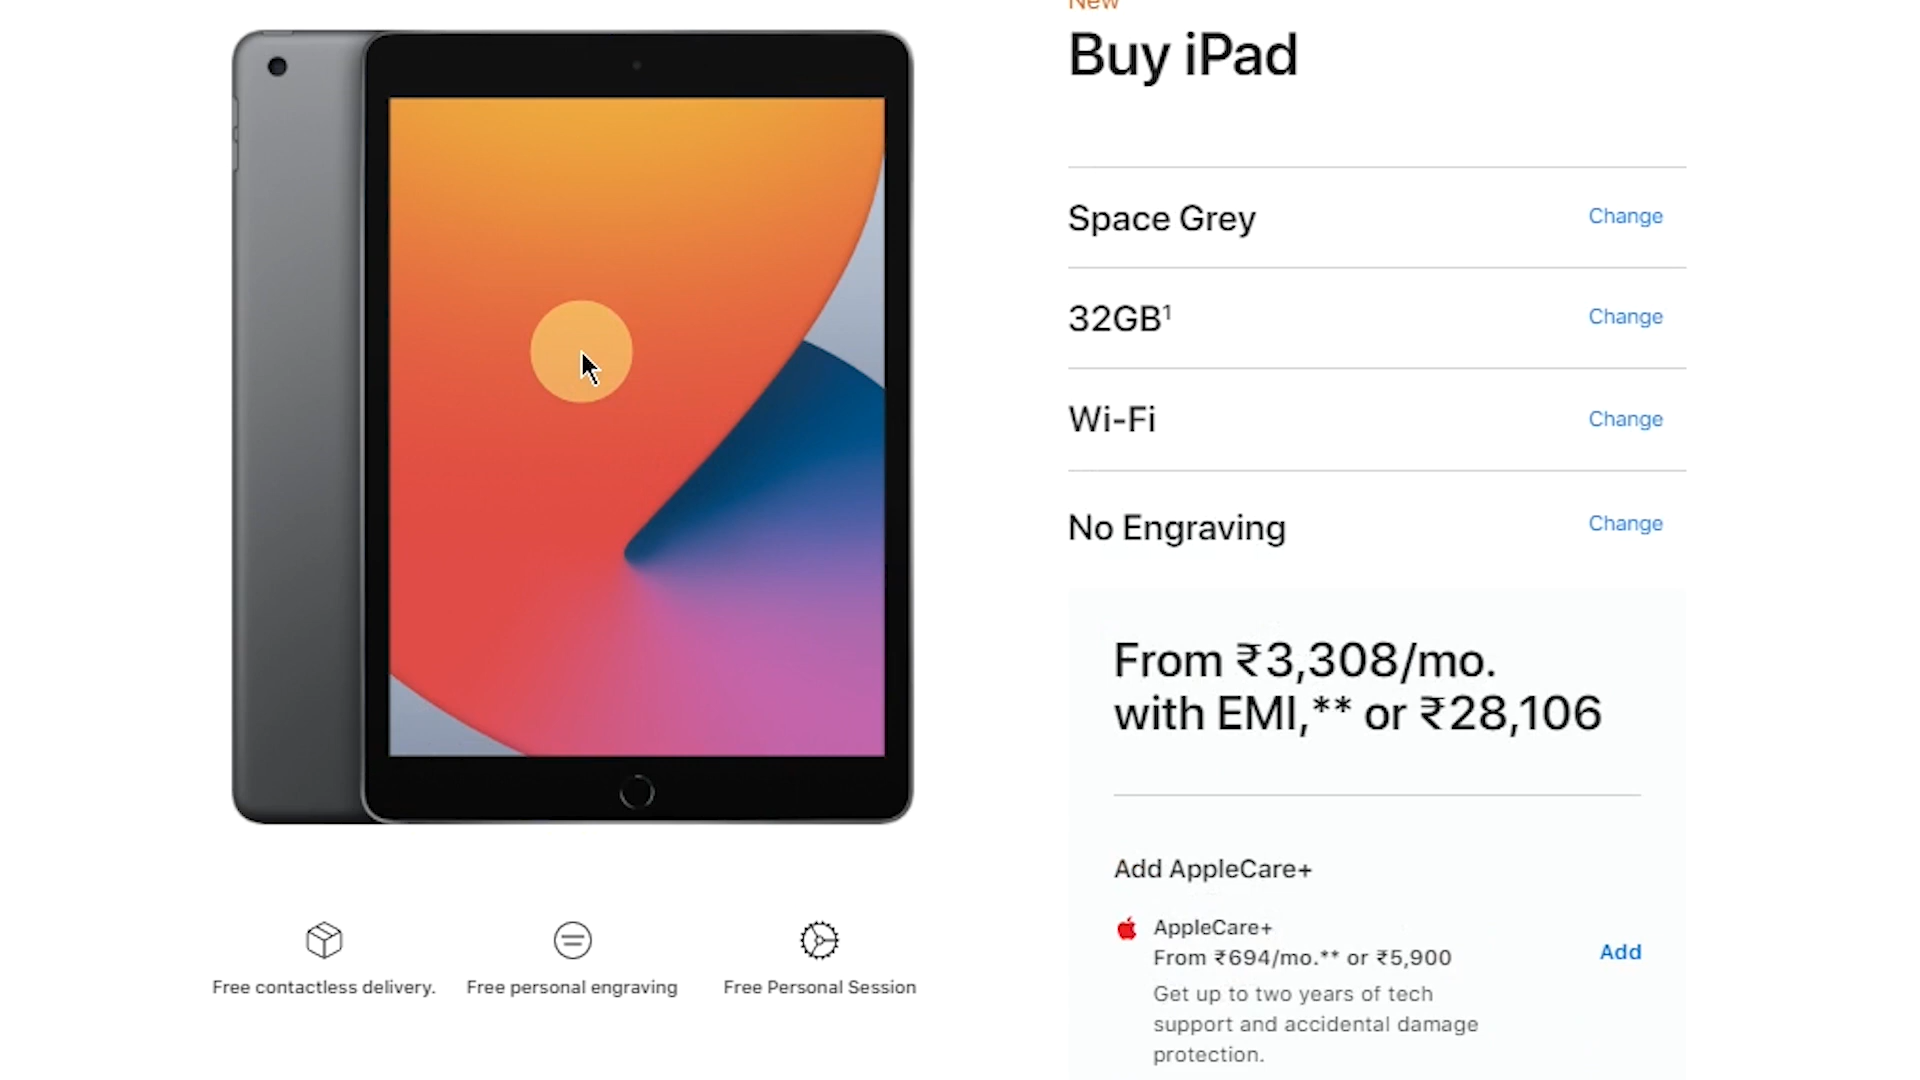 New
Buy iPad
Space Grey
Change
32GB¹
Change
Wi-Fi
Change
No Engraving
Change
From ₹3,308/mo.
with EMI,** or ₹28,106
Add AppleCare+
AppleCare+
From ₹694/mo.** or ₹5,900
Add
Get up to two years of tech
support and accidental damage
protection.
Free contactless delivery.
Free personal engraving
Free Personal Session